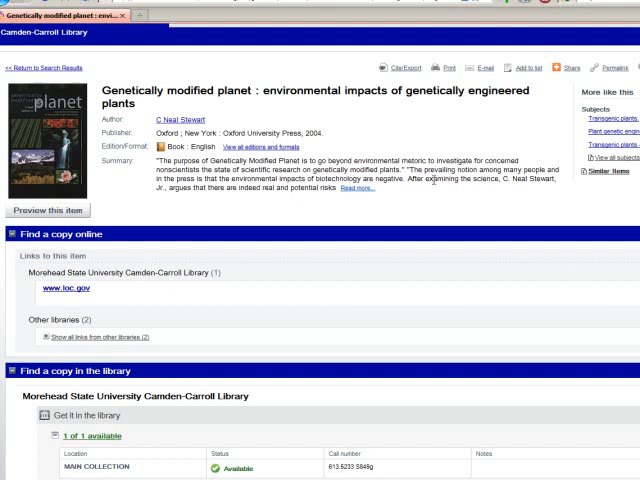 Genetically modified planet : envi...
Camden-Carroll Library
<< Return to Search Results
Cite/Export Print E-mail Add to list Share Permalink
planet
Genetically modified planet : environmental impacts of genetically engineered
plants
Author: C Neal Stewart
Publisher: Oxford ; New York : Oxford University Press, 2004.
Edition/Format: Book : English View all editions and formats
Summary: "The purpose of Genetically Modified Planet is to go beyond environmental rhetoric to investigate for concerned
nonscientists the state of scientific research on genetically modified plants." "The prevailing notion among many people and
in the press is that the environmental impacts of biotechnology are negative. After examining the science, C. Neal Stewart,
Jr., argues that there are indeed real and potential risks Read more...
More like this
Subjects
Transgenic plants.
Plant genetic engin
Transgenic plants -
View all subjects
Similar Items
Preview this item
Find a copy online
Links to this item
Morehead State University Camden-Carroll Library (1)
www.loc.gov
Other libraries (2)
Show all links from other libraries (2)
Find a copy in the library
Morehead State University Camden-Carroll Library
Get it in the library
1 of 1 available
Location Status Call number Notes
MAIN COLLECTION Available 613.5233 S849g